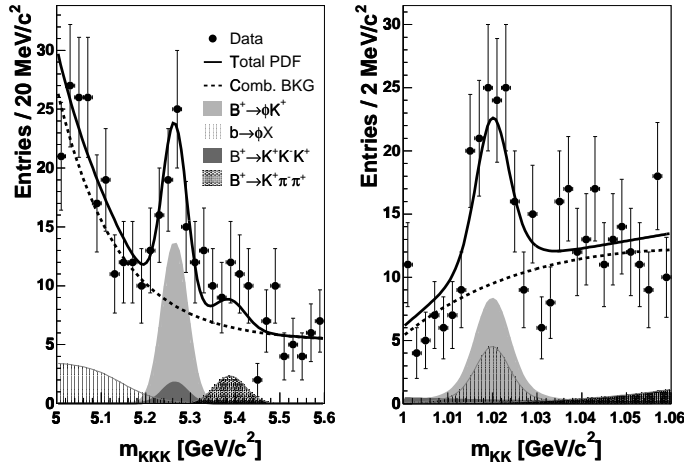 Entries/ 20 MeV/c²
30
25
20
15
10
5
0
5
5.1
5.2
5.3
5.4
5.5
5.6
m_KKK [GeV/c²]
Data
Total PDF
Comb. BKG
B⁺→ϕK⁺
b→ϕX
B⁺→K⁺K⁻K⁺
B⁺→K⁺π⁻π⁺
Entries / 2 MeV/c²
30
25
20
15
10
5
0
1
1.01
1.02
1.03
1.04
1.05
1.06
m_KK [GeV/c²]